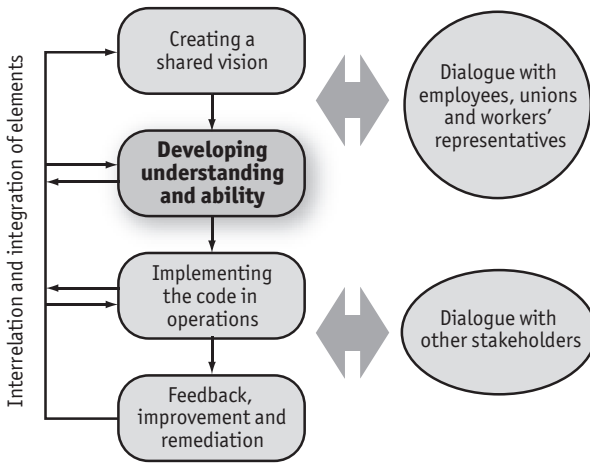 Interrelation and integration of elements
Creating a
shared vision
Developing
understanding
and ability
Implementing
the code in
operations
Feedback,
improvement and
remediation
Dialogue with
employees, unions
and workers’
representatives
Dialogue with
other stakeholders